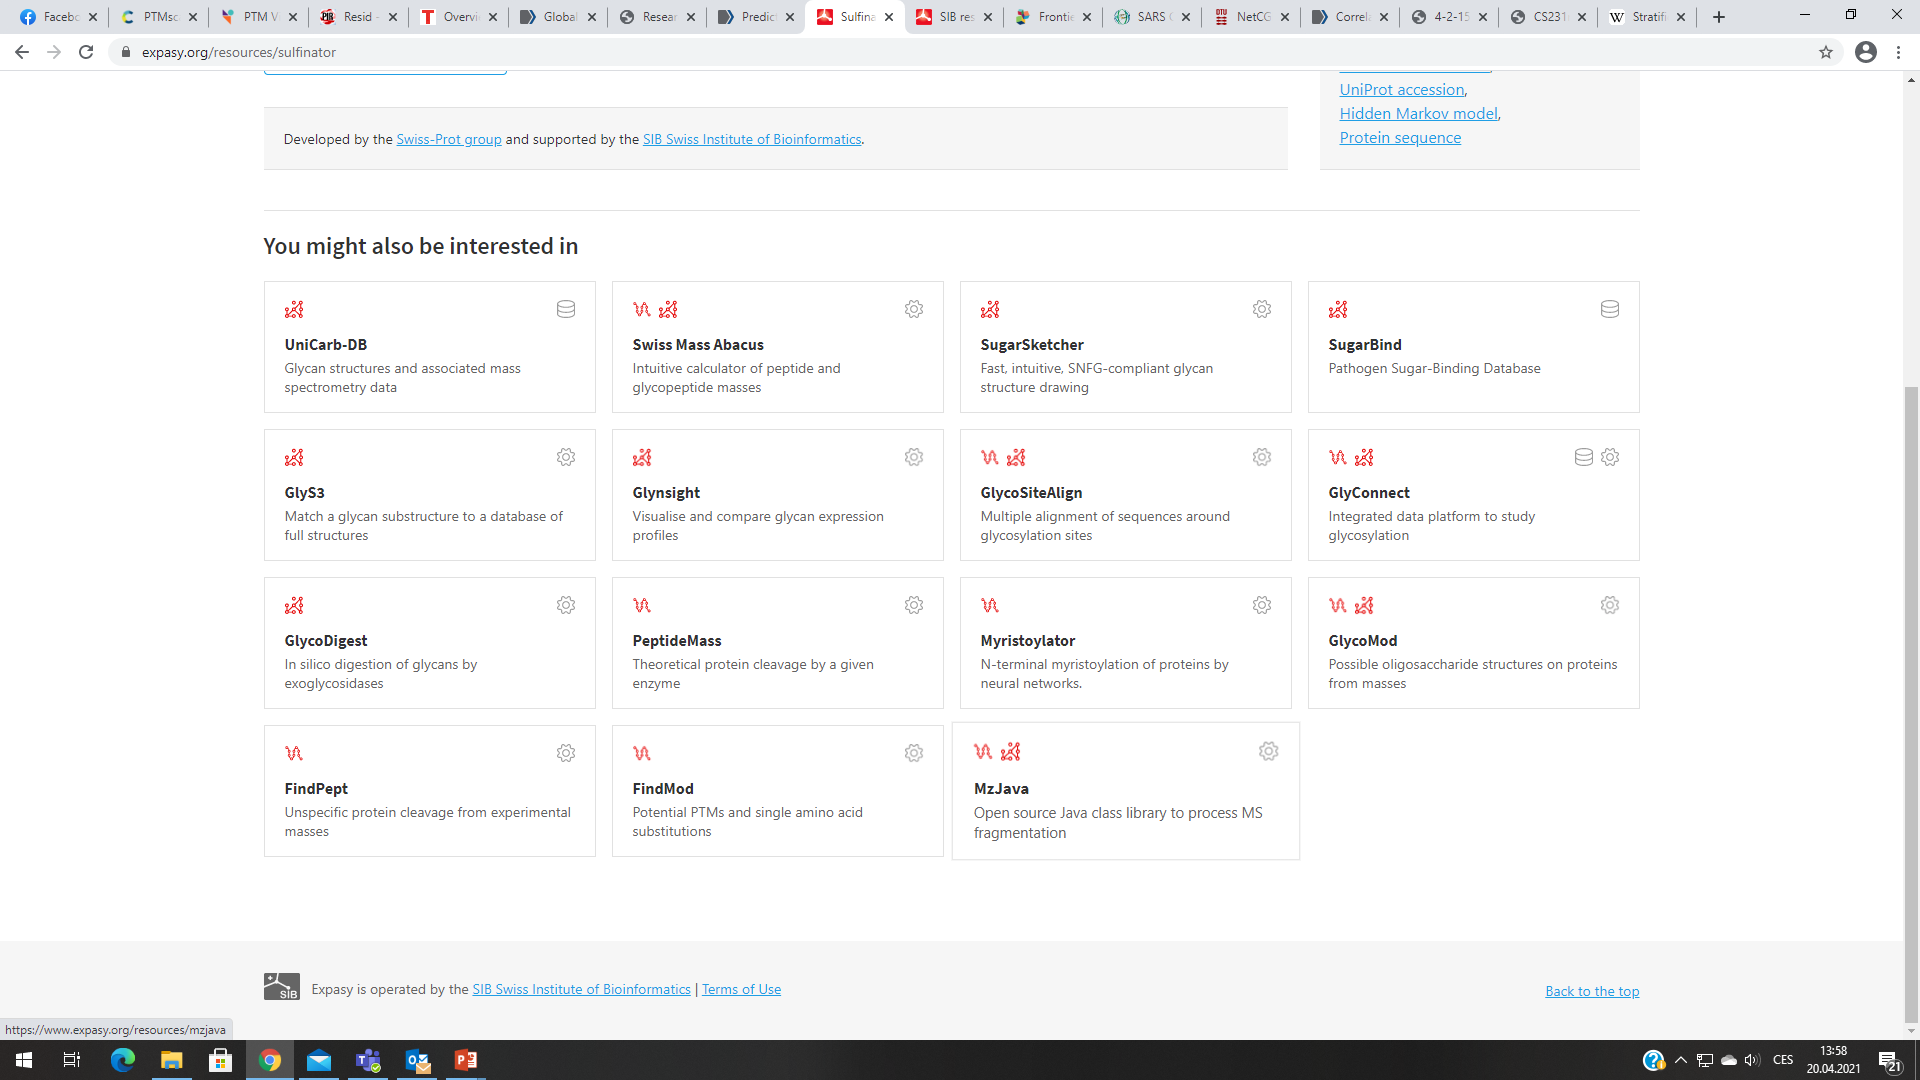 Facebo
PTMsc
PTM V
Resid -
Overvi
Global
Resear
Predict
Sulfina
SIB res
Frontie
SARS C
NetCG
Correla
4-2-15
CS231
Stratifi
expasy.org/resources/sulfinator
UniProt accession,
Hidden Markov model,
Protein sequence
Developed by the Swiss-Prot group and supported by the SIB Swiss Institute of Bioinformatics.
You might also be interested in
UniCarb-DB
Glycan structures and associated mass
spectrometry data
Swiss Mass Abacus
Intuitive calculator of peptide and
glycopeptide masses
SugarSketcher
Fast, intuitive, SNFG-compliant glycan
structure drawing
SugarBind
Pathogen Sugar-Binding Database
GlyS3
Match a glycan substructure to a database of
full structures
Glynsight
Visualise and compare glycan expression
profiles
GlycoSiteAlign
Multiple alignment of sequences around
glycosylation sites
GlyConnect
Integrated data platform to study
glycosylation
GlycoDigest
In silico digestion of glycans by
exoglycosidases
PeptideMass
Theoretical protein cleavage by a given
enzyme
Myristoylator
N-terminal myristoylation of proteins by
neural networks.
GlycoMod
Possible oligosaccharide structures on proteins
from masses
FindPept
Unspecific protein cleavage from experimental
masses
FindMod
Potential PTMs and single amino acid
substitutions
MzJava
Open source Java class library to process MS
fragmentation
SIB
Expasy is operated by the SIB Swiss Institute of Bioinformatics | Terms of Use
Back to the top
https://www.expasy.org/resources/mzjava
CES
13:58
20.04.2021
21